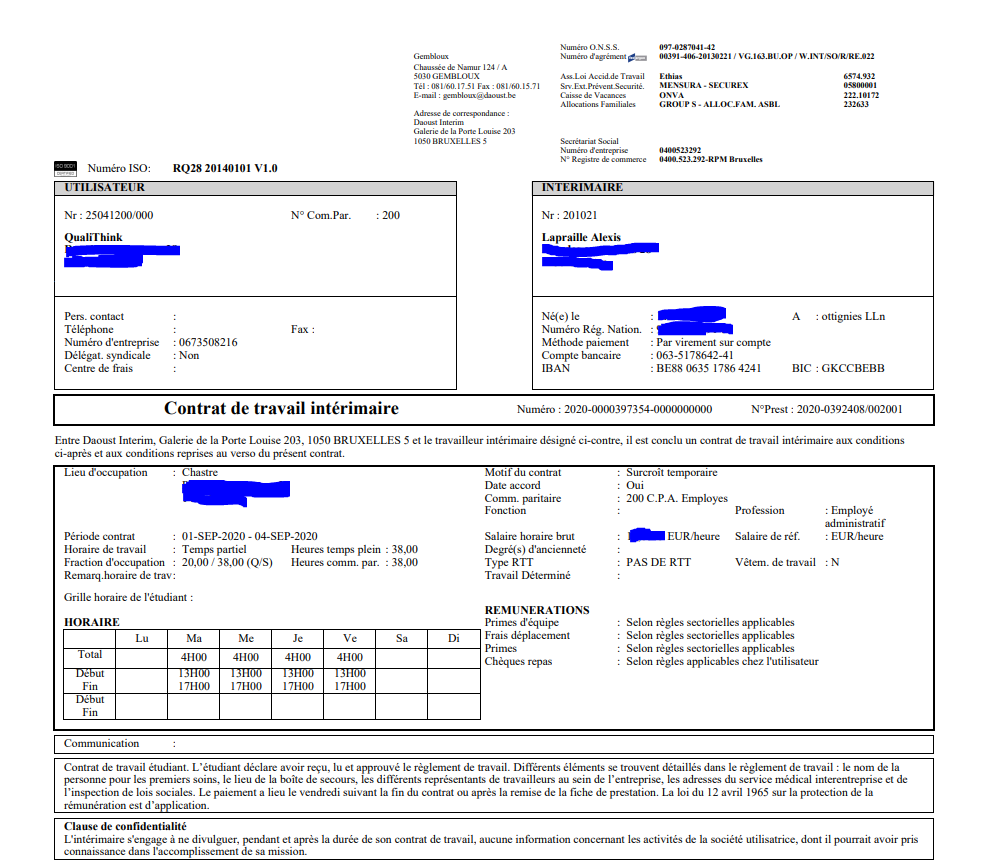 Gembloux
Chaussée de Namur 124 / A
5030 GEMBLOUX
Tél : 081/60.17.51 Fax : 081/60.15.71
E-mail : gembloux@daoust.be
Adresse de correspondance :
Daoust Interim
Galerie de la Porte Louise 203
1050 BRUXELLES 5
Numéro O.N.S.S. 097-0287041-42
Numéro d'agrément 00391-406-20130221 / VG.163.BU.OP / W.INT/SO/R/RE.022
Ass.Loi Accid.de Travail Ethias 6574.932
Srv.Ext.Prévent.Securité. MENSURA - SECUREX 05800001
Caisse de Vacances ONVA 222.10172
Allocations Familiales GROUP S - ALLOC.FAM. ASBL 232633
Secrétariat Social
Numéro d'entreprise 0400523292
N° Registre de commerce 0400.523.292-RPM Bruxelles
Numéro ISO: RQ28 20140101 V1.0
UTILISATEUR
Nr : 25041200/000 N° Com.Par. : 200
QualiThink
Pers. contact :
Téléphone : Fax :
Numéro d'entreprise : 0673508216
Délégat. syndicale : Non
Centre de frais :
INTERIMAIRE
Nr : 201021
Lapraille Alexis
Né(e) le : A : ottignies LLn
Numéro Rég. Nation. :
Méthode paiement : Par virement sur compte
Compte bancaire : 063-5178642-41
IBAN : BE88 0635 1786 4241 BIC : GKCCBEBB
Contrat de travail intérimaire Numéro : 2020-0000397354-0000000000 N°Prest : 2020-0392408/002001
Entre Daoust Interim, Galerie de la Porte Louise 203, 1050 BRUXELLES 5 et le travailleur intérimaire désigné ci-contre, il est conclu un contrat de travail intérimaire aux conditions
ci-après et aux conditions reprises au verso du présent contrat.
Lieu d'occupation : Chastre
Période contrat : 01-SEP-2020 - 04-SEP-2020
Horaire de travail : Temps partiel Heures temps plein : 38,00
Fraction d'occupation : 20,00 / 38,00 (Q/S) Heures comm. par. : 38,00
Remarq.horaire de trav:
Grille horaire de l'étudiant :
HORAIRE
Lu Ma Me Je Ve Sa Di
Total 4H00 4H00 4H00 4H00
Début 13H00 13H00 13H00 13H00
Fin 17H00 17H00 17H00 17H00
Début
Fin
Motif du contrat : Surcroît temporaire
Date accord : Oui
Comm. paritaire : 200 C.P.A. Employes
Fonction : Profession : Employé
administratif
Salaire horaire brut : EUR/heure Salaire de réf. : EUR/heure
Degré(s) d'ancienneté :
Type RTT : PAS DE RTT Vêtem. de travail : N
Travail Déterminé :
REMUNERATIONS
Primes d'équipe : Selon règles sectorielles applicables
Frais déplacement : Selon règles sectorielles applicables
Primes : Selon règles sectorielles applicables
Chèques repas : Selon règles applicables chez l'utilisateur
Communication :
Contrat de travail étudiant. L'étudiant déclare avoir reçu, lu et approuvé le règlement de travail. Différents éléments se trouvent détaillés dans le règlement de travail : le nom de la
personne pour les premiers soins, le lieu de la boîte de secours, les différents représentants de travailleurs au sein de l'entreprise, les adresses du service médical interentreprise et de
l'inspection de lois sociales. Le paiement a lieu le vendredi suivant la fin du contrat ou après la remise de la fiche de prestation. La loi du 12 avril 1965 sur la protection de la
rémunération est d'application.
Clause de confidentialité
L'intérimaire s'engage à ne divulguer, pendant et après la durée de son contrat de travail, aucune information concernant les activités de la société utilisatrice, dont il pourrait avoir pris
connaissance dans l'accomplissement de sa mission.